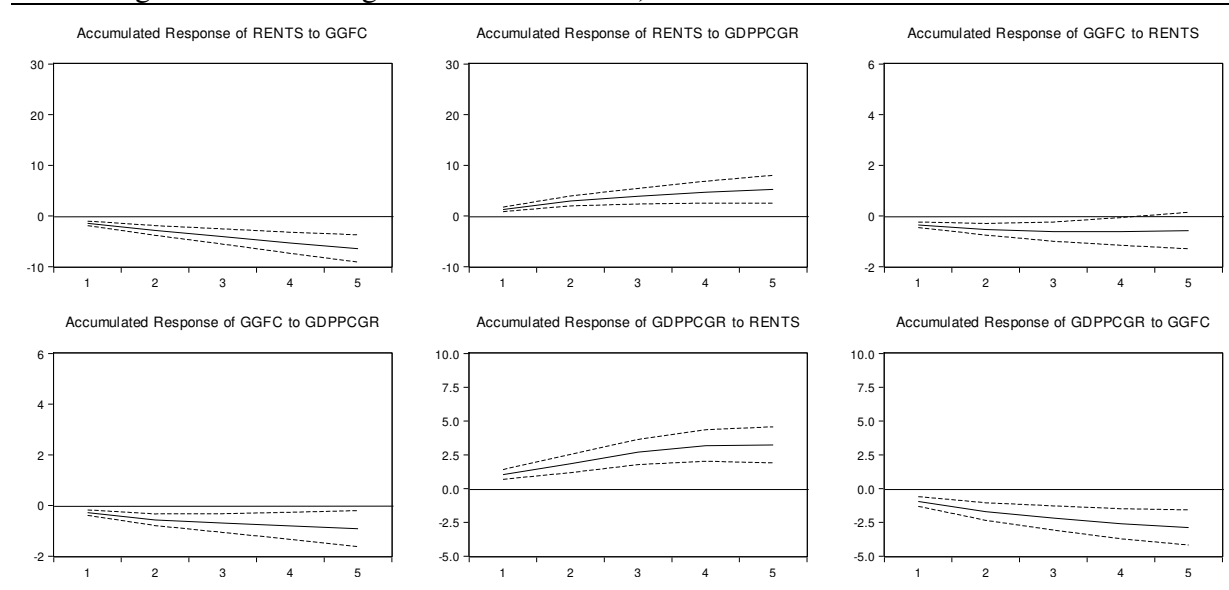 Accumulated Response of RENTS to GGFC
30
20
10
0
-10
1 2 3 4 5
Accumulated Response of RENTS to GDPPCGR
30
20
10
0
-10
1 2 3 4 5
Accumulated Response of GGFC to RENTS
6
4
2
0
-2
1 2 3 4 5
Accumulated Response of GGFC to GDPPCGR
6
4
2
0
-2
1 2 3 4 5
Accumulated Response of GDPPCGR to RENTS
10.0
7.5
5.0
2.5
0.0
-2.5
-5.0
1 2 3 4 5
Accumulated Response of GDPPCGR to GGFC
10.0
7.5
5.0
2.5
0.0
-2.5
-5.0
1 2 3 4 5